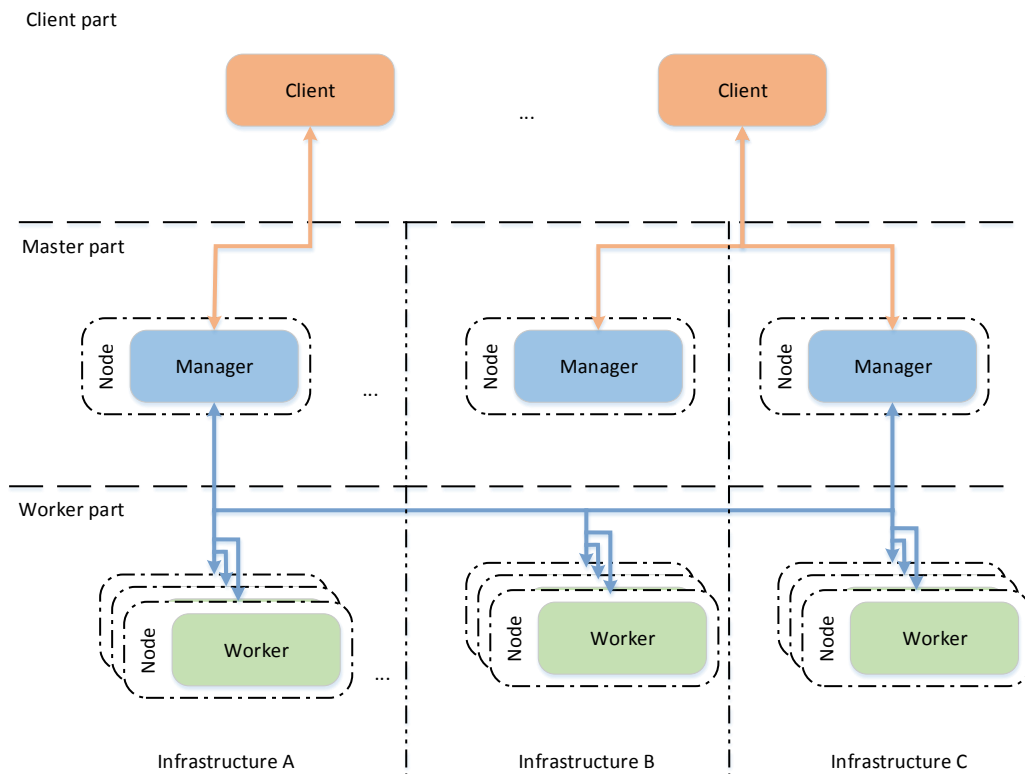 Client part
Client
Client
...
Master part
Node
Manager
...
Node
Manager
Node
Manager
Worker part
Node
Worker
...
Node
Worker
Node
Worker
Infrastructure A
Infrastructure B
Infrastructure C